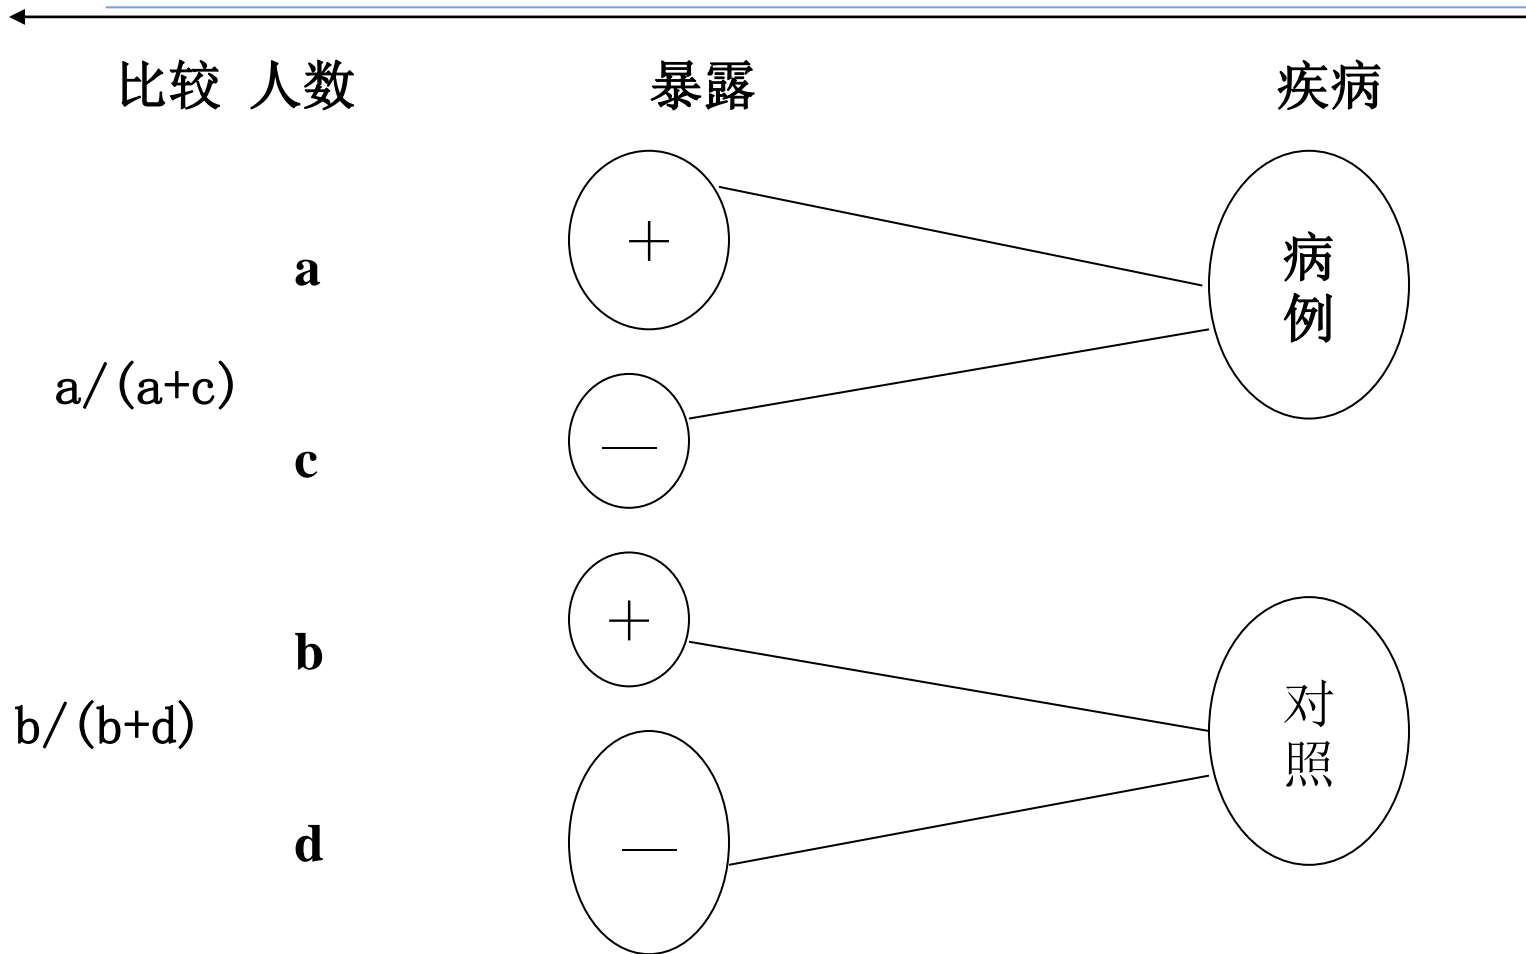 比较 人数 暴露 疾病
＋
a
病
例
a/(a+c)
—
c
＋
b
对
照
b/(b+d)
—
d